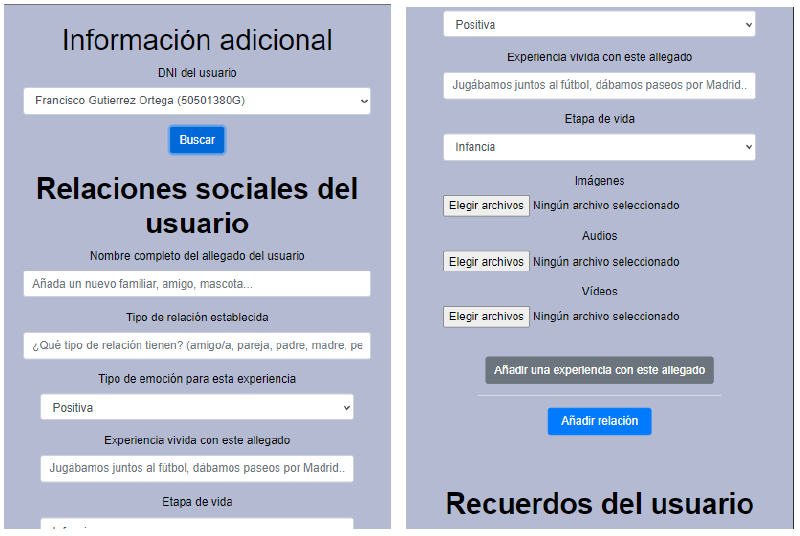 Información adicional
DNI del usuario
Francisco Gutierrez Ortega (50501380G)
Buscar
Relaciones sociales del
usuario
Nombre completo del allegado del usuario
Añada un nuevo familiar, amigo, mascota...
Tipo de relación establecida
¿Qué tipo de relación tienen? (amigo/a, pareja, padre, madre, pe
Tipo de emoción para esta experiencia
Positiva
Experiencia vivida con este allegado
Jugábamos juntos al fútbol, dábamos paseos por Madrid..
Etapa de vida
Positiva
Experiencia vivida con este allegado
Jugábamos juntos al fútbol, dábamos paseos por Madrid..
Etapa de vida
Infancia
Imágenes
Elegir archivos Ningún archivo seleccionado
Audios
Elegir archivos Ningún archivo seleccionado
Vídeos
Elegir archivos Ningún archivo seleccionado
Añadir una experiencia con este allegado
Añadir relación
Recuerdos del usuario